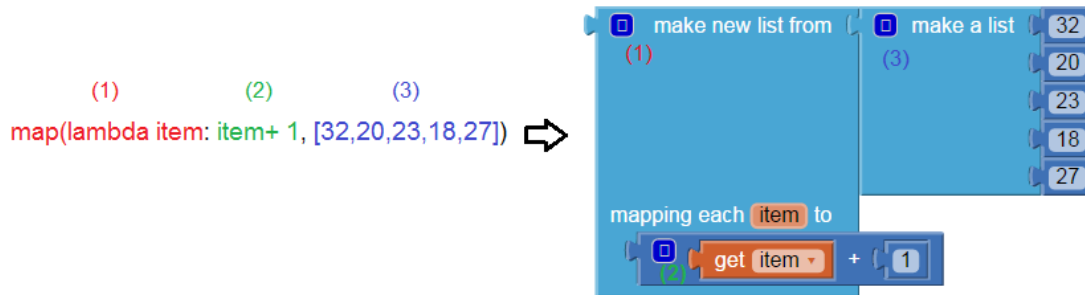 (1) (2) (3)
map(lambda item: item+ 1, [32,20,23,18,27])
make new list from make a list 32
(1) (3)
20
23
18
27
mapping each item to
get item + 1
(2)